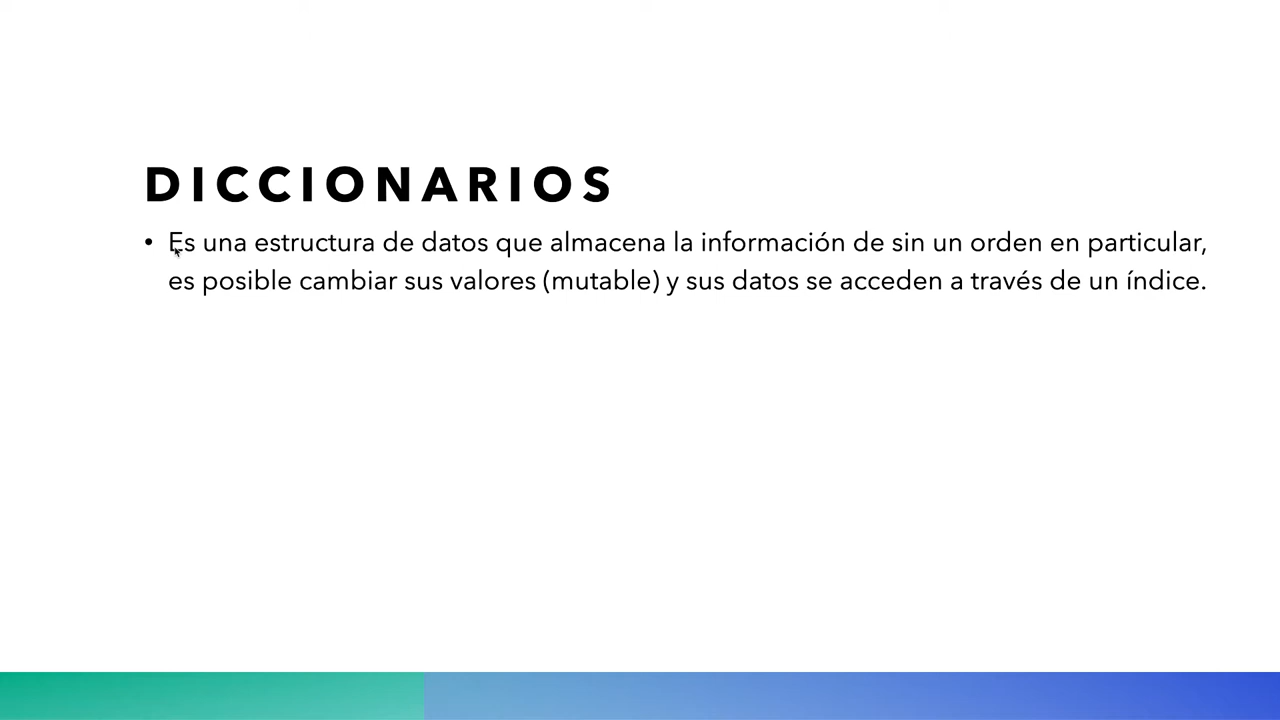 DICCIONARIOS
• Es una estructura de datos que almacena la información de sin un orden en particular,
es posible cambiar sus valores (mutable) y sus datos se acceden a través de un índice.